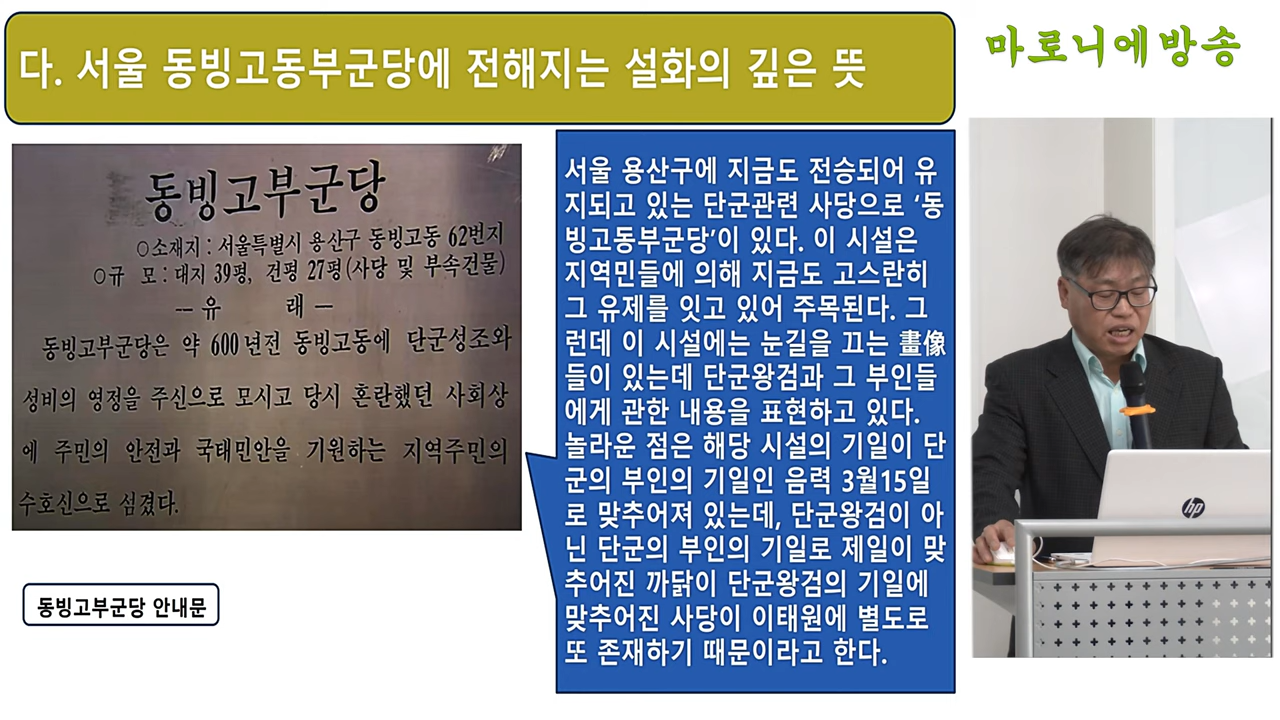 다. 서울 동빙고동부군당에 전해지는 설화의 깊은 뜻
마로니에방송
동빙고부군당
○소재지 : 서울특별시 용산구 동빙고동 62번지
○규 모 : 대지 39평, 건평 27평(사당 및 부속건물)
-- 유 래 --
동빙고부군당은 약 600년전 동빙고동에 단군성조와
성비의 영정을 주신으로 모시고 당시 혼란했던 사회상
에 주민의 안전과 국태민안을 기원하는 지역주민의
수호신으로 섬겼다.
동빙고부군당 안내문
서울 용산구에 지금도 전승되어 유
지되고 있는 단군관련 사당으로 ‘동
빙고동부군당’이 있다. 이 시설은
지역민들에 의해 지금도 고스란히
그 유제를 잇고 있어 주목된다. 그
런데 이 시설에는 눈길을 끄는 畫像
들이 있는데 단군왕검과 그 부인들
에게 관한 내용을 표현하고 있다.
놀라운 점은 해당 시설의 기일이 단
군의 부인의 기일인 음력 3월15일
로 맞추어져 있는데, 단군왕검이 아
닌 단군의 부인의 기일로 제일이 맞
추어진 까닭이 단군왕검의 기일에
맞추어진 사당이 이태원에 별도로
또 존재하기 때문이라고 한다.
hp